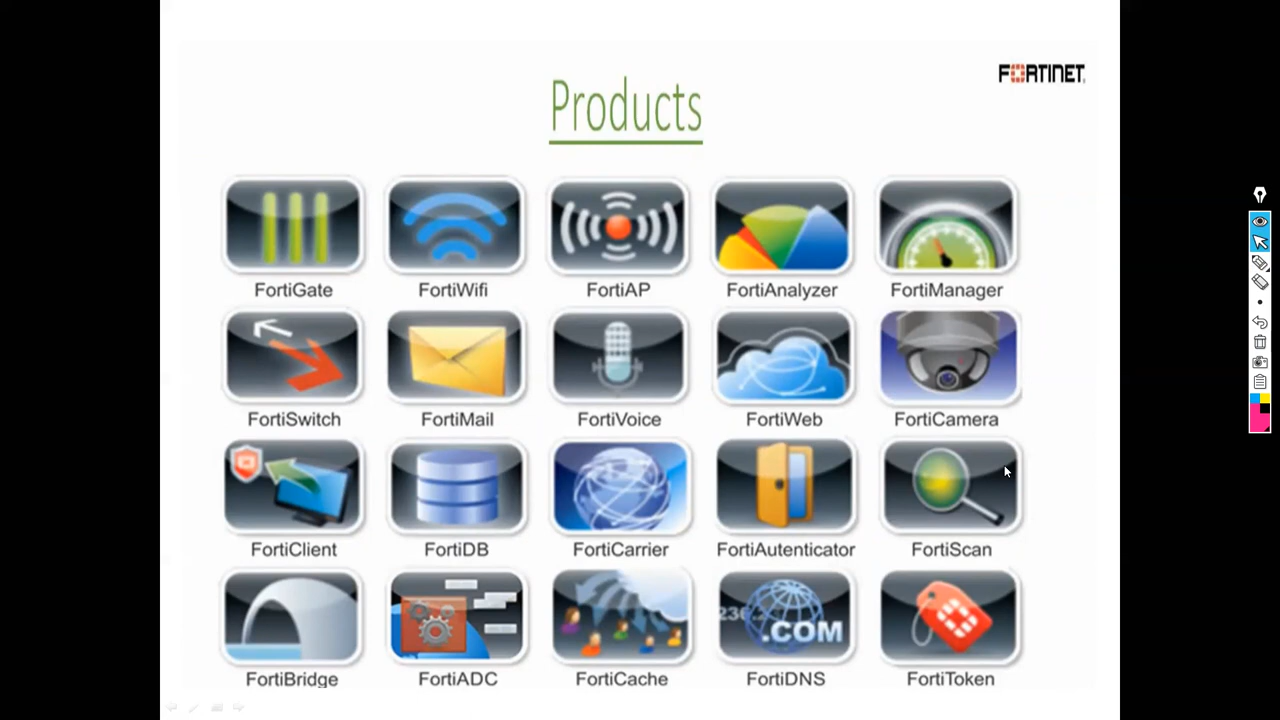 FORTINET
Products
FortiGate FortiWifi FortiAP FortiAnalyzer FortiManager
FortiSwitch FortiMail FortiVoice FortiWeb FortiCamera
FortiClient FortiDB FortiCarrier FortiAutenticator FortiScan
.COM
FortiBridge FortiADC FortiCache FortiDNS FortiToken